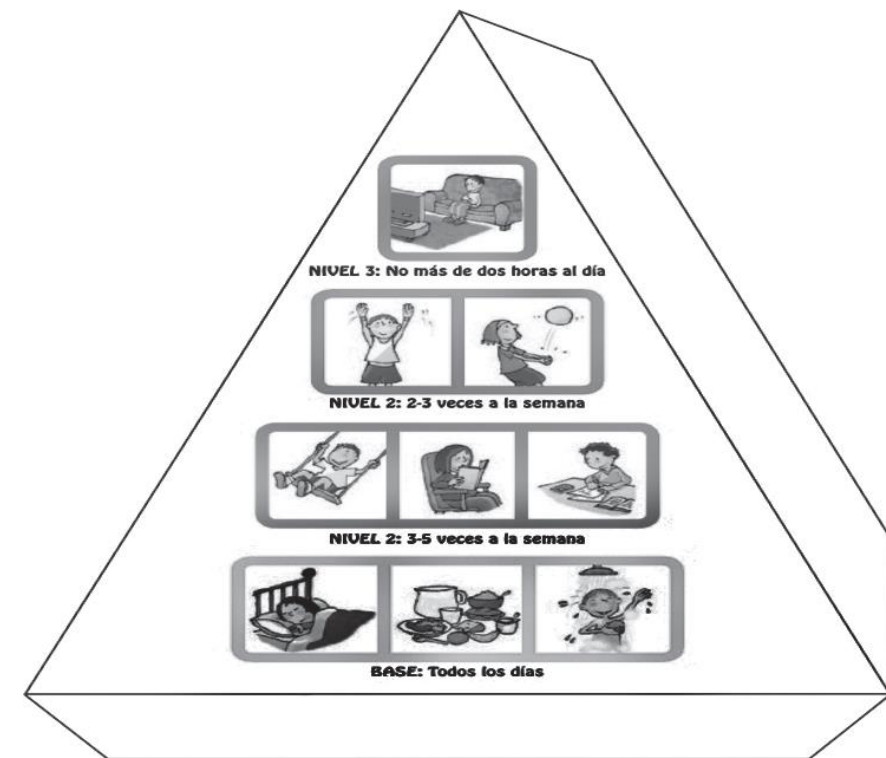 NIVEL 3: No más de dos horas al día
NIVEL 2: 2-3 veces a la semana
NIVEL 2: 3-5 veces a la semana
BASE: Todos los días